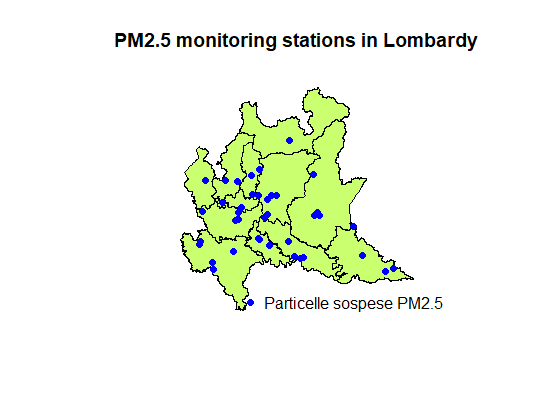 PM2.5 monitoring stations in Lombardy
Particelle sospese PM2.5